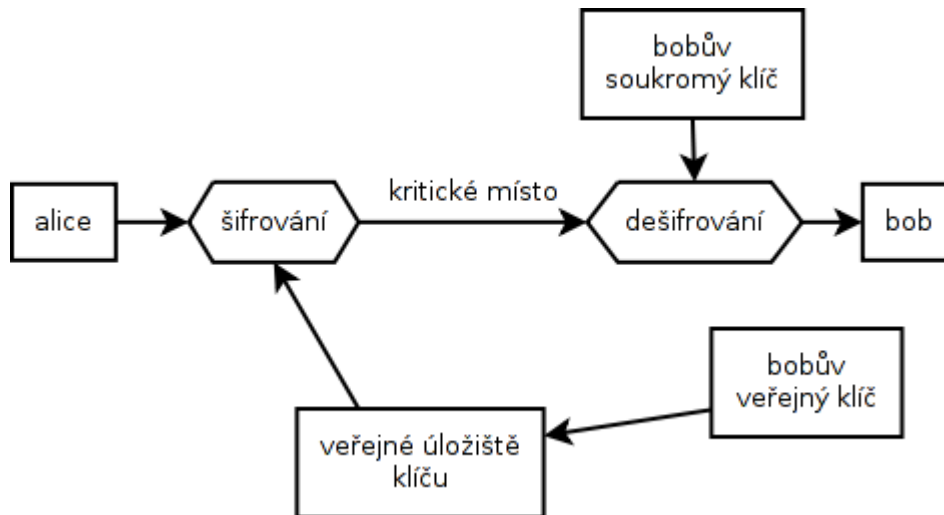 bobův
soukromý klíč
kritické místo
alice
šifrování
dešifrování
bob
bobův
veřejný klíč
veřejné úložiště
klíču